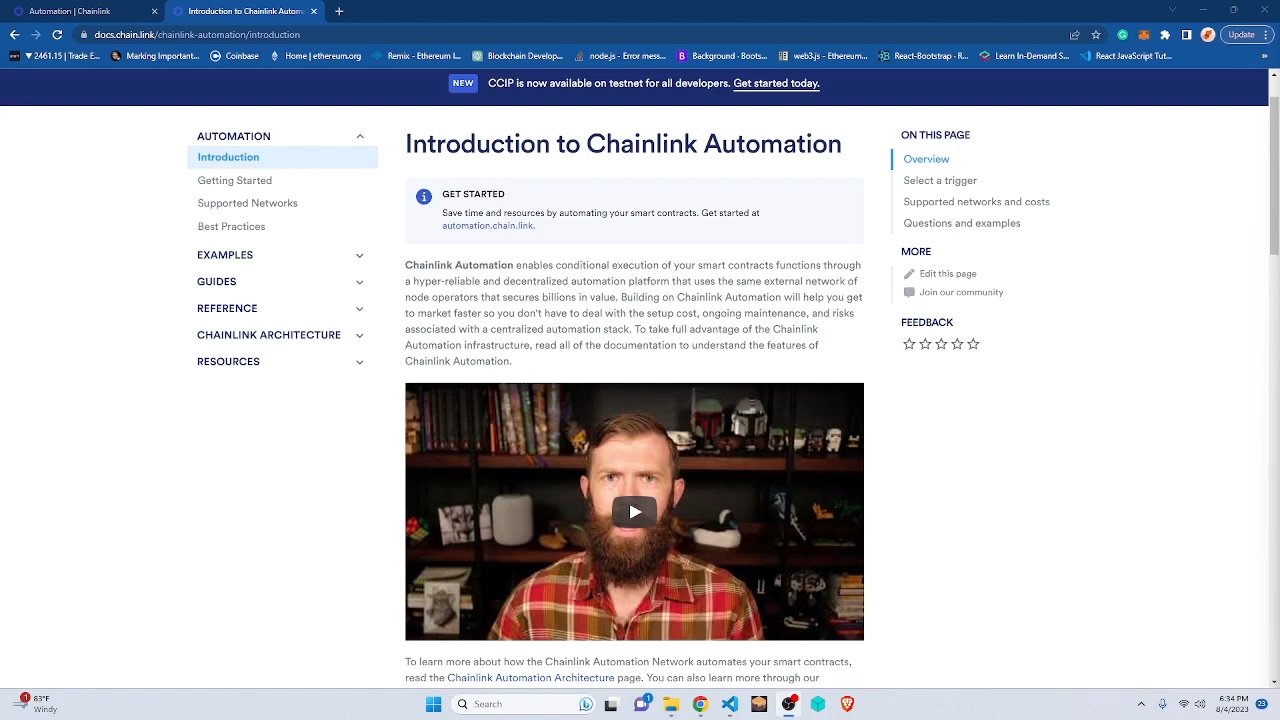 Automation | Chainlink
Introduction to Chainlink Autom
docs.chain.link/chainlink-automation/introduction
Update
▼ 2461.15 | Trade E...
Making Important...
Coinbase
Home | ethereum.org
Remix - Ethereum I...
Blockchain Develop...
node.js - Error mess...
Bootstrap · The mos...
web3.js - Ethereum...
React-Bootstrap · R...
Learn In-Demand S...
React JavaScript Tut...
»
NEW CCIP is now available on testnet for all developers. Get started today.
AUTOMATION
Introduction
Getting Started
Supported Networks
Best Practices
EXAMPLES
GUIDES
REFERENCE
CHAINLINK ARCHITECTURE
RESOURCES
Introduction to Chainlink Automation
GET STARTED
Save time and resources by automating your smart contracts. Get started at
automation.chain.link.
Chainlink Automation enables conditional execution of your smart contracts functions through
a hyper-reliable and decentralized automation platform that uses the same external network of
node operators that secures billions in value. Building on Chainlink Automation will help you get
to market faster so you don't have to deal with the setup cost, ongoing maintenance, and risks
associated with a centralized automation stack. To take full advantage of the Chainlink
Automation infrastructure, read all of the documentation to understand the features of
Chainlink Automation.
To learn more about how the Chainlink Automation Network automates your smart contracts,
read the Chainlink Automation Architecture page. You can also learn more through our
ON THIS PAGE
Overview
Select a trigger
Supported networks and costs
Questions and examples
MORE
Edit this page
Join our community
FEEDBACK
1
83°F
Windy
Search
1
6:34 PM
8/4/2023
23